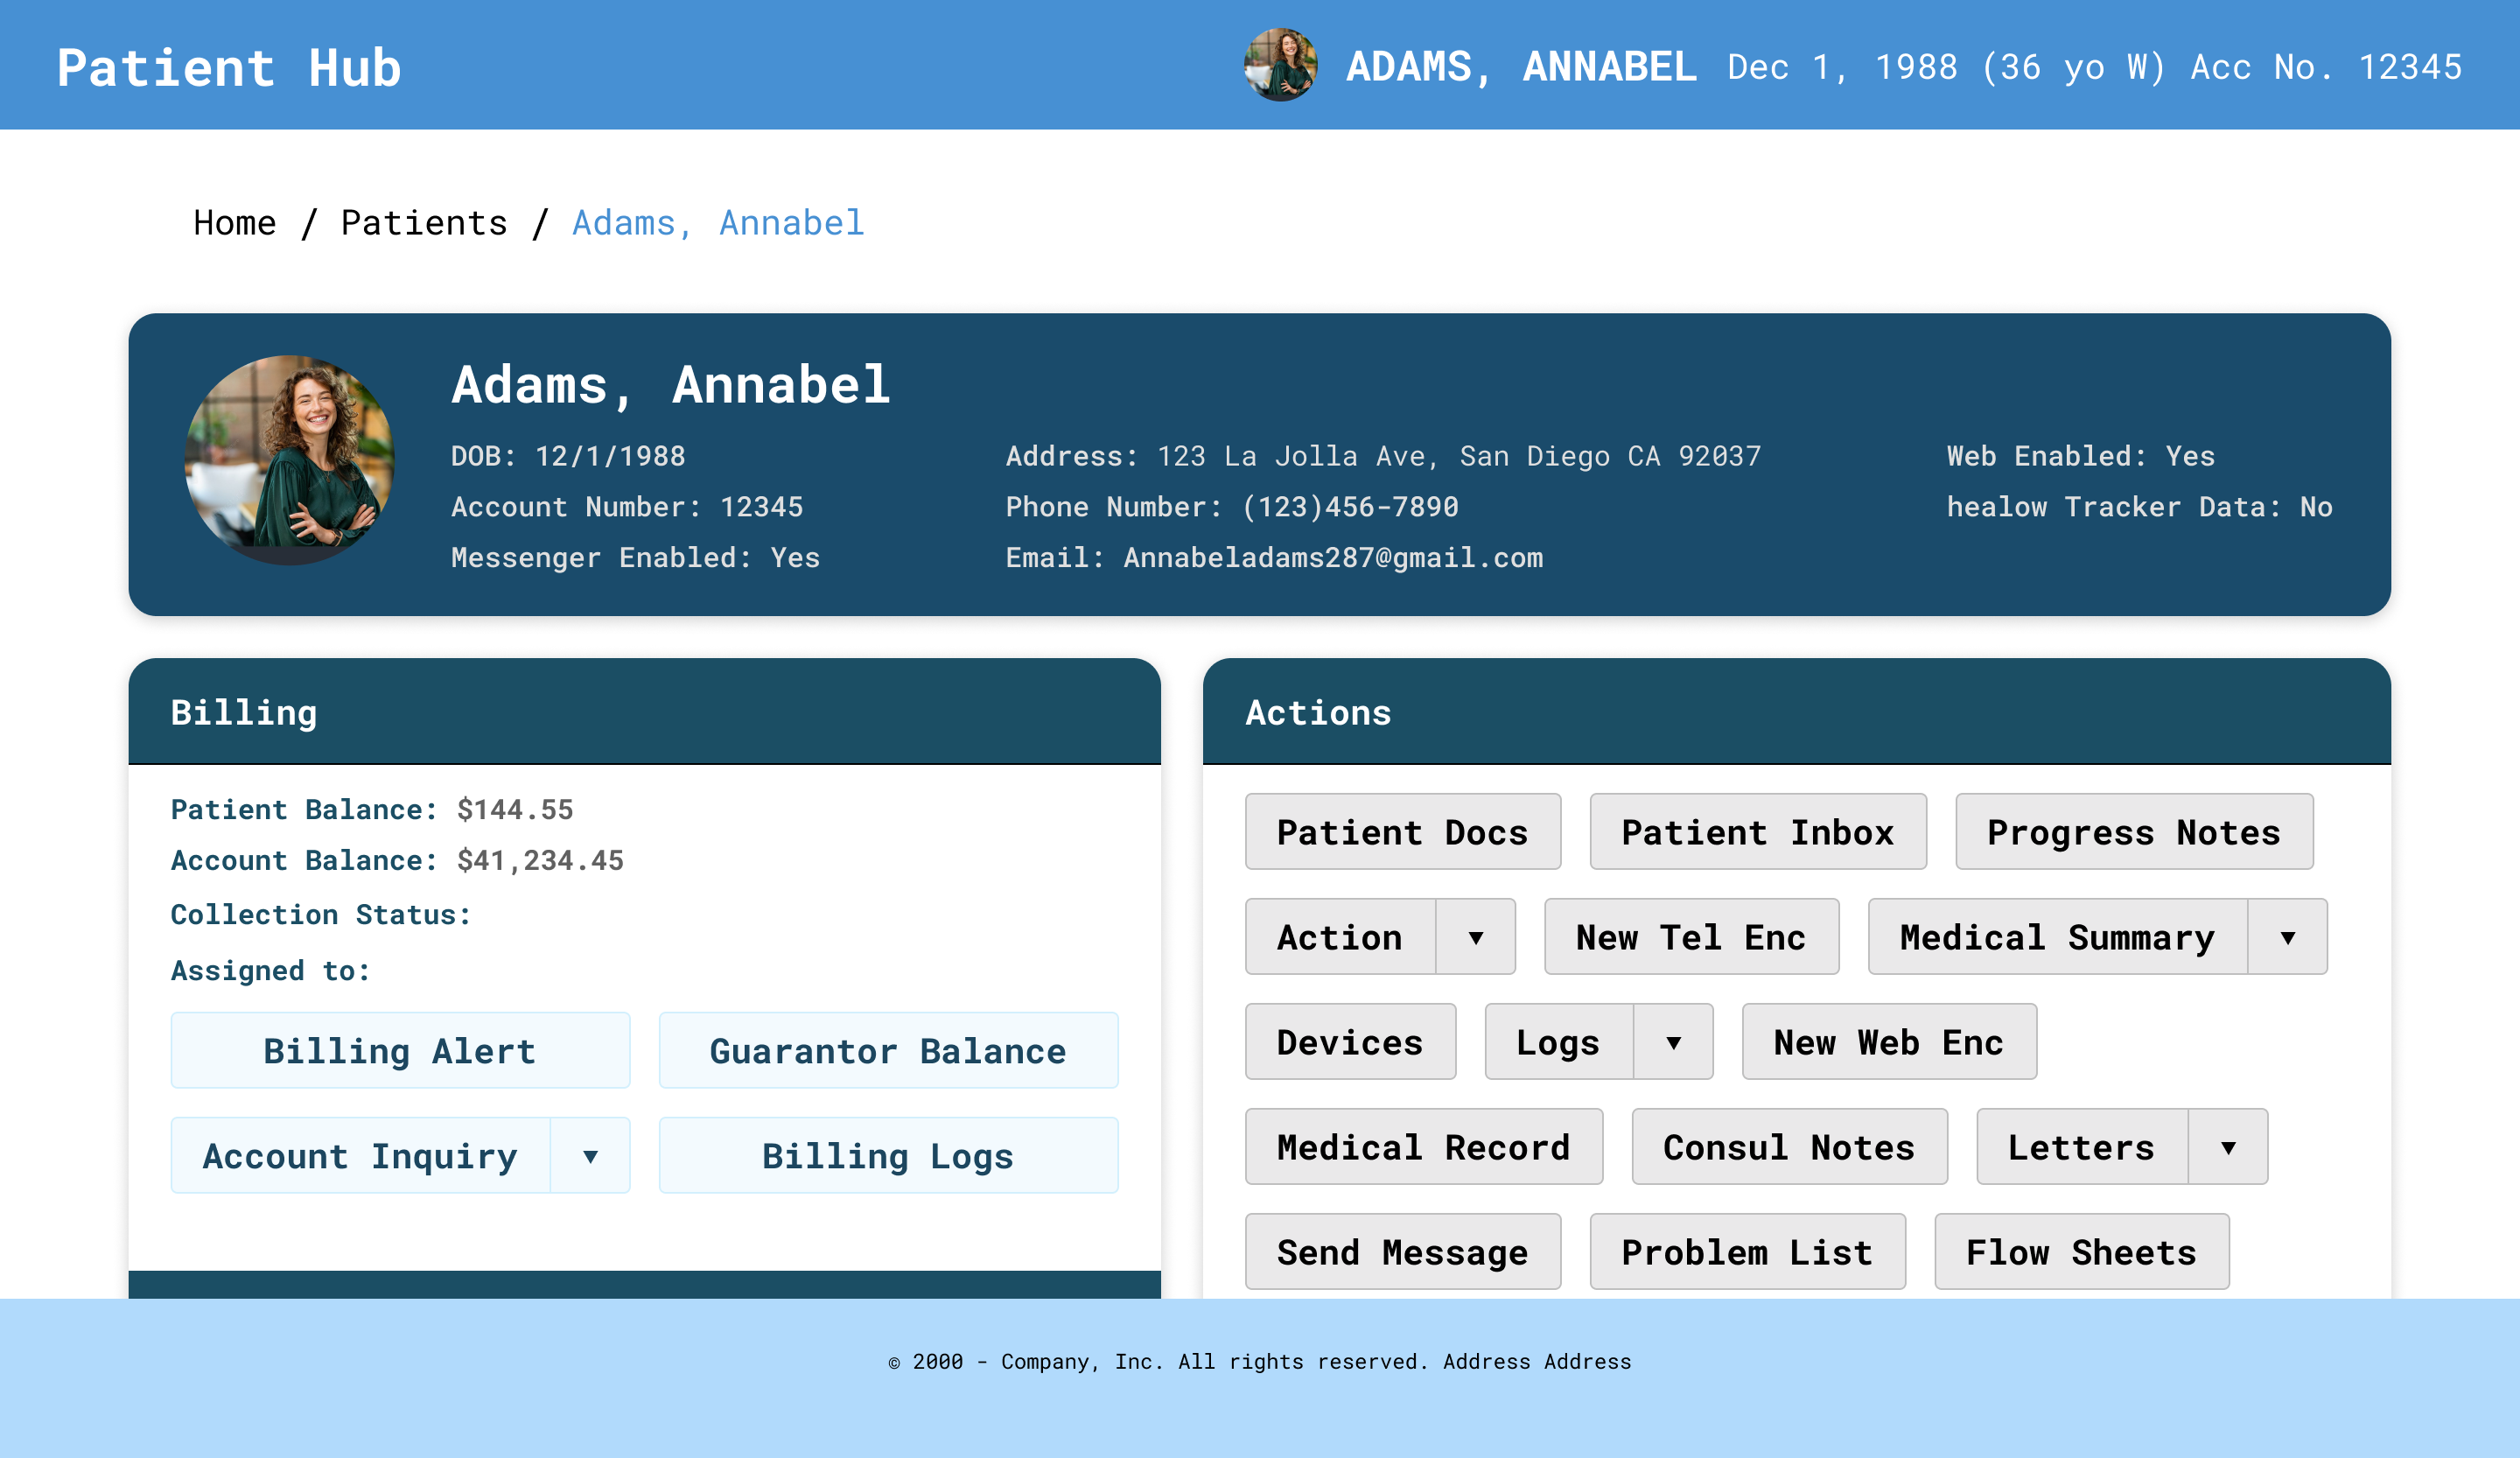 Patient Hub
ADAMS, ANNABEL Dec 1, 1988 (36 yo W) Acc No. 12345
Home / Patients / Adams, Annabel
Adams, Annabel
DOB: 12/1/1988
Account Number: 12345
Messenger Enabled: Yes
Address: 123 La Jolla Ave, San Diego CA 92037
Phone Number: (123)456-7890
Email: Annabeladams287@gmail.com
Web Enabled: Yes
healow Tracker Data: No
Billing
Patient Balance: $144.55
Account Balance: $41,234.45
Collection Status:
Assigned to:
Billing Alert Guarantor Balance
Account Inquiry ▼ Billing Logs
Actions
Patient Docs Patient Inbox Progress Notes
Action ▼ New Tel Enc Medical Summary ▼
Devices Logs ▼ New Web Enc
Medical Record Consul Notes Letters ▼
Send Message Problem List Flow Sheets
© 2000 - Company, Inc. All rights reserved. Address Address